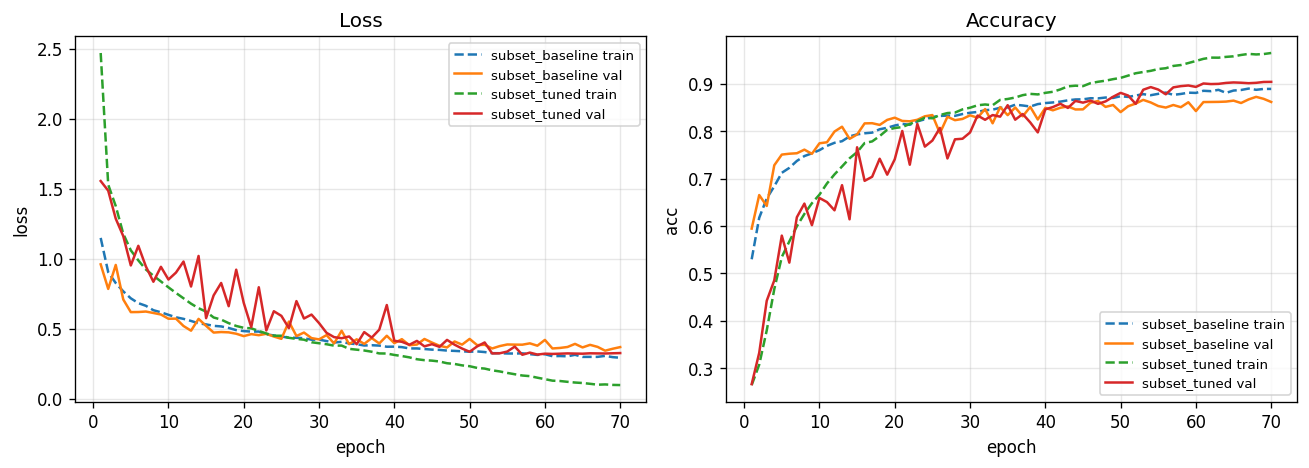 Loss
2.5
2.0
1.5
1.0
0.5
0.0
loss
0 10 20 30 40 50 60 70
epoch
subset_baseline train
subset_baseline val
subset_tuned train
subset_tuned val
Accuracy
0.9
0.8
0.7
0.6
0.5
0.4
0.3
acc
0 10 20 30 40 50 60 70
epoch
subset_baseline train
subset_baseline val
subset_tuned train
subset_tuned val